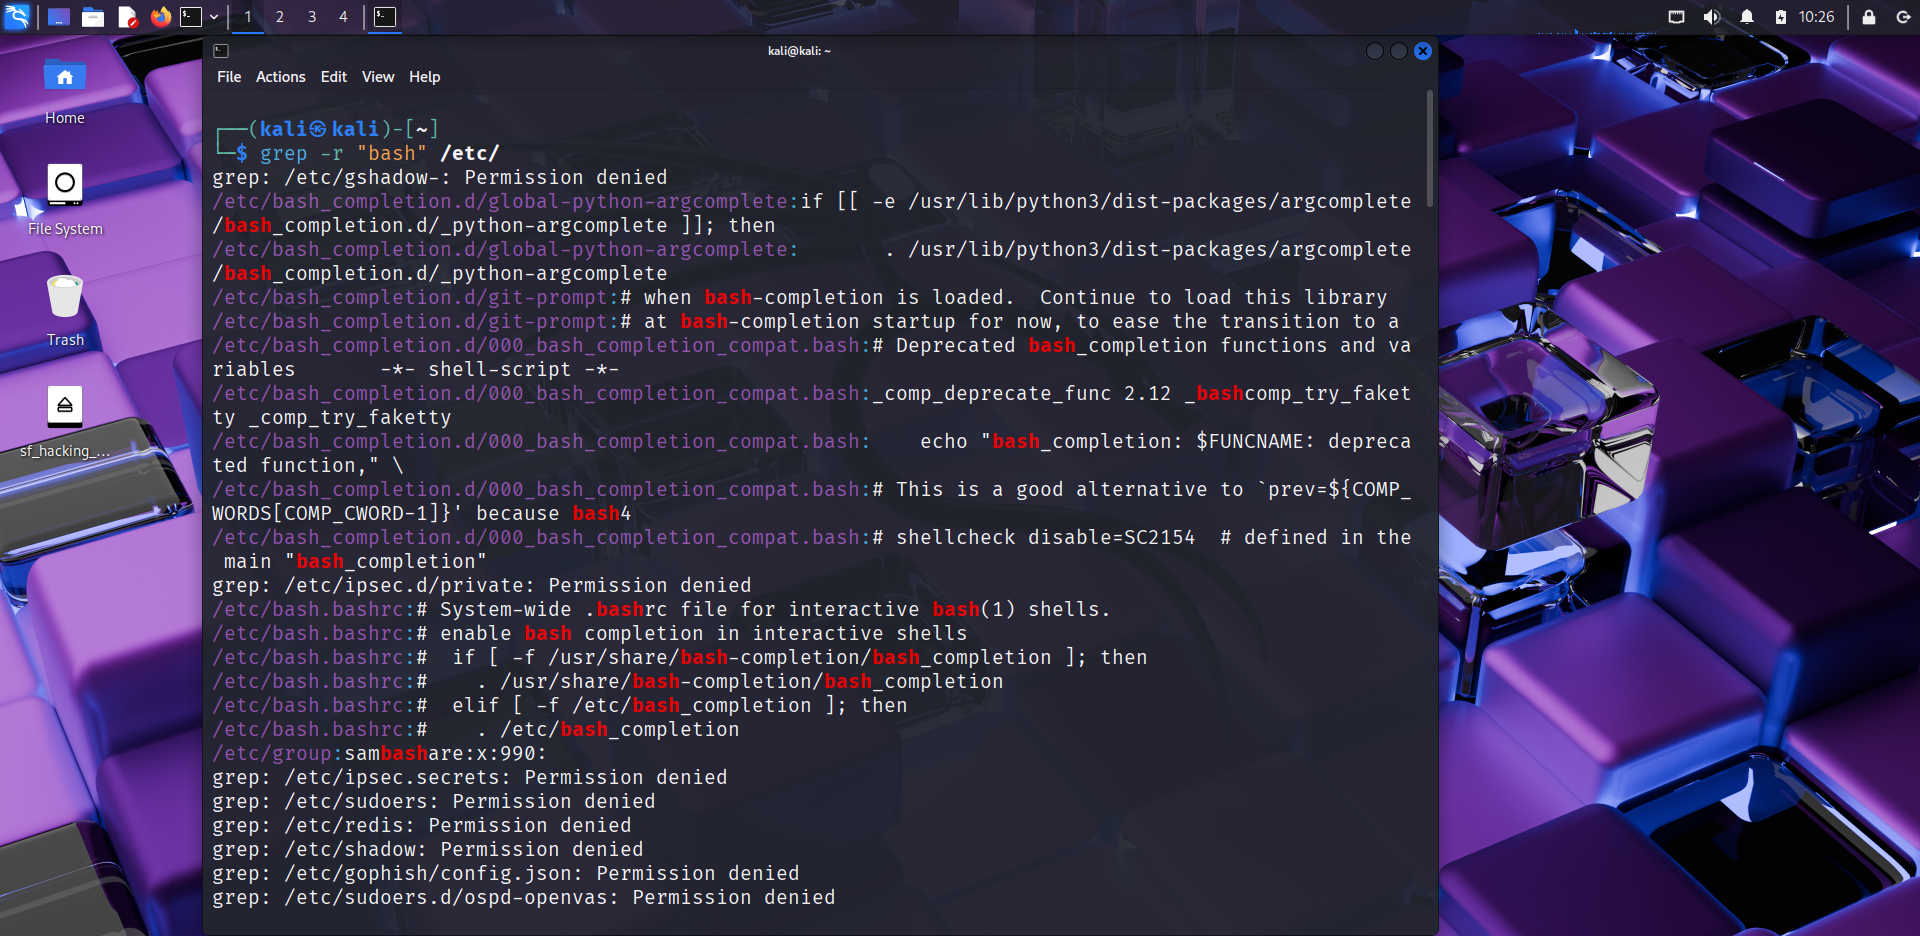 1 2 3 4
10:26
kali@kali: ~
File Actions Edit View Help
Home
File System
Trash
sf_hacking_...
┌──(kali㉿kali)-[~]
└─$ grep -r "bash" /etc/
grep: /etc/gshadow-: Permission denied
/etc/bash_completion.d/global-python-argcomplete:if [[ -e /usr/lib/python3/dist-packages/argcomplete
/bash_completion.d/_python-argcomplete ]]; then
/etc/bash_completion.d/global-python-argcomplete:       . /usr/lib/python3/dist-packages/argcomplete
/bash_completion.d/_python-argcomplete
/etc/bash_completion.d/git-prompt:# when bash-completion is loaded.  Continue to load this library
/etc/bash_completion.d/git-prompt:# at bash-completion startup for now, to ease the transition to a
/etc/bash_completion.d/000_bash_completion_compat.bash:# Deprecated bash_completion functions and va
riables       -*- shell-script -*-
/etc/bash_completion.d/000_bash_completion_compat.bash:_comp_deprecate_func 2.12 _bashcomp_try_faket
ty _comp_try_faketty
/etc/bash_completion.d/000_bash_completion_compat.bash:    echo "bash_completion: $FUNCNAME: depreca
ted function," \
/etc/bash_completion.d/000_bash_completion_compat.bash:# This is a good alternative to `prev=${COMP_
WORDS[COMP_CWORD-1]}' because bash4
/etc/bash_completion.d/000_bash_completion_compat.bash:# shellcheck disable=SC2154  # defined in the
 main "bash_completion"
grep: /etc/ipsec.d/private: Permission denied
/etc/bash.bashrc:# System-wide .bashrc file for interactive bash(1) shells.
/etc/bash.bashrc:# enable bash completion in interactive shells
/etc/bash.bashrc:#  if [ -f /usr/share/bash-completion/bash_completion ]; then
/etc/bash.bashrc:#    . /usr/share/bash-completion/bash_completion
/etc/bash.bashrc:#  elif [ -f /etc/bash_completion ]; then
/etc/bash.bashrc:#    . /etc/bash_completion
/etc/group:sambashare:x:990:
grep: /etc/ipsec.secrets: Permission denied
grep: /etc/sudoers: Permission denied
grep: /etc/redis: Permission denied
grep: /etc/shadow: Permission denied
grep: /etc/gophish/config.json: Permission denied
grep: /etc/sudoers.d/ospd-openvas: Permission denied